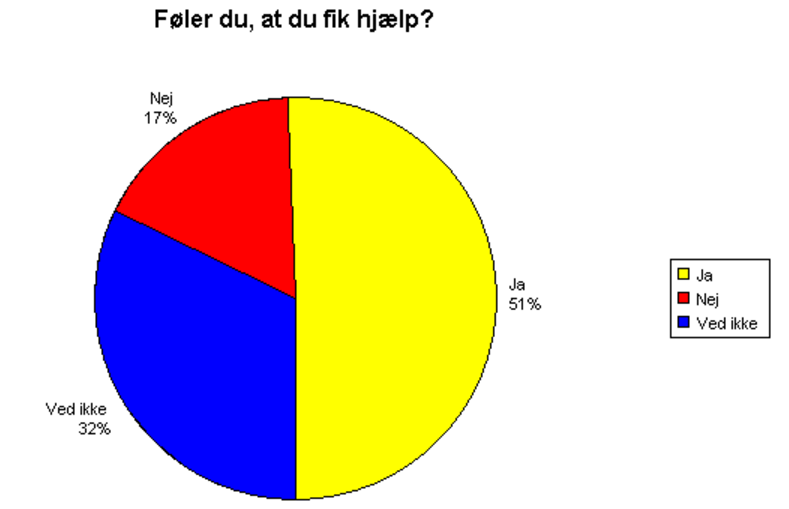 Føler du, at du fik hjælp?
Nej
17%
Ja
51%
Ved ikke
32%
Ja
Nej
Ved ikke